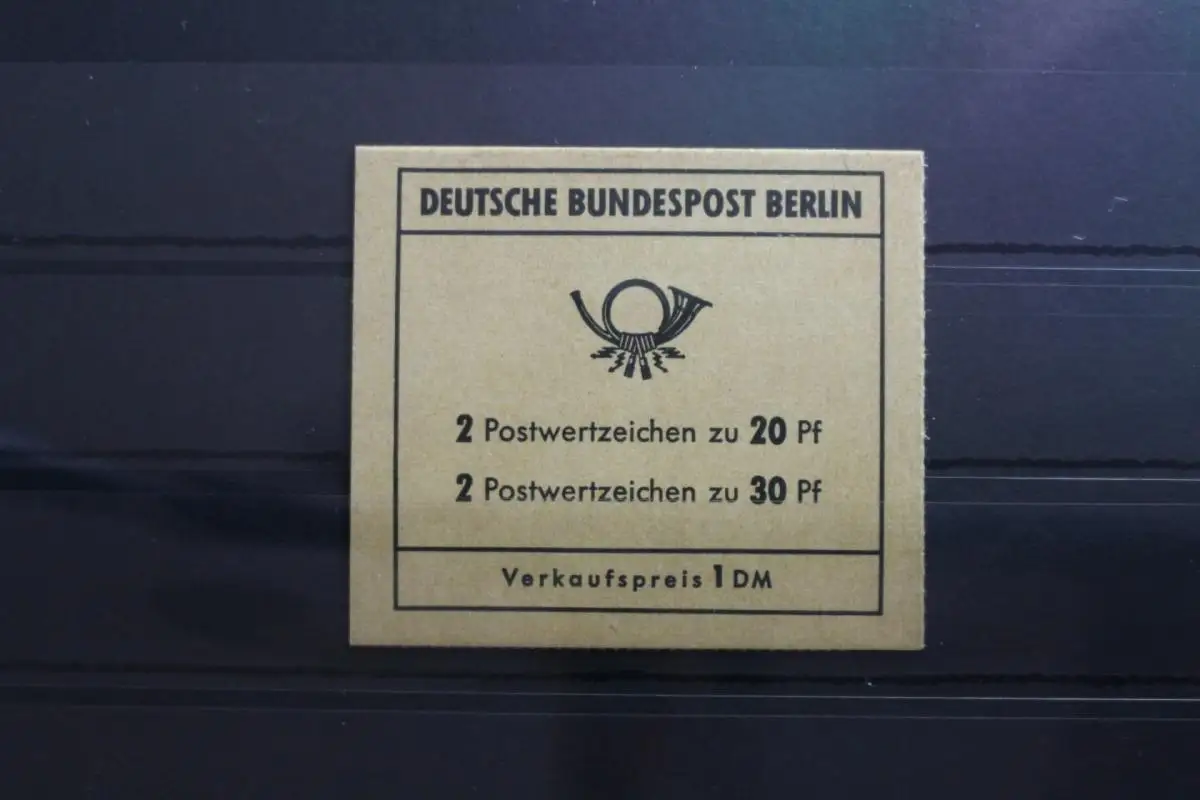 DEUTSCHE BUNDESPOST BERLIN
2 Postwertzeichen zu 20 Pf
2 Postwertzeichen zu 30 Pf
Verkaufspreis 1 DM